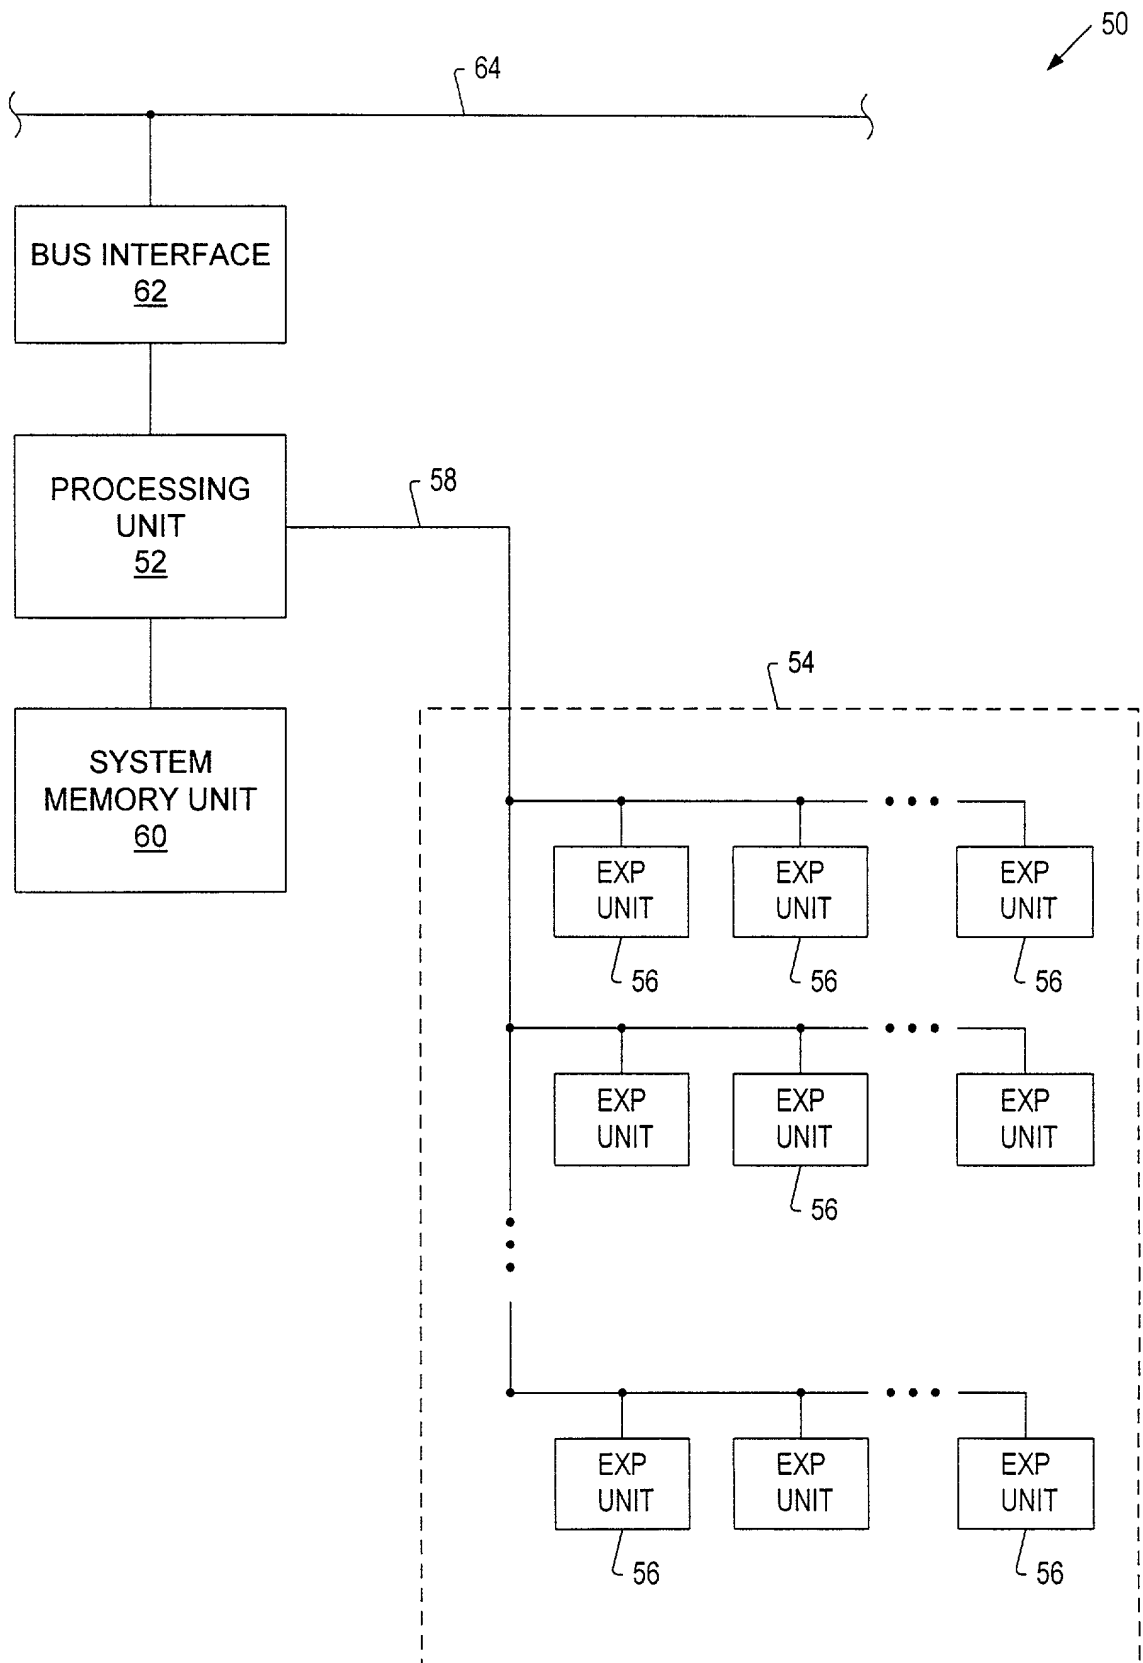 50
64
BUS INTERFACE
62
PROCESSING
UNIT
52
58
SYSTEM
MEMORY UNIT
60
54
EXP
UNIT
EXP
UNIT
EXP
UNIT
56
56
56
EXP
UNIT
EXP
UNIT
EXP
UNIT
56
EXP
UNIT
EXP
UNIT
EXP
UNIT
56
56